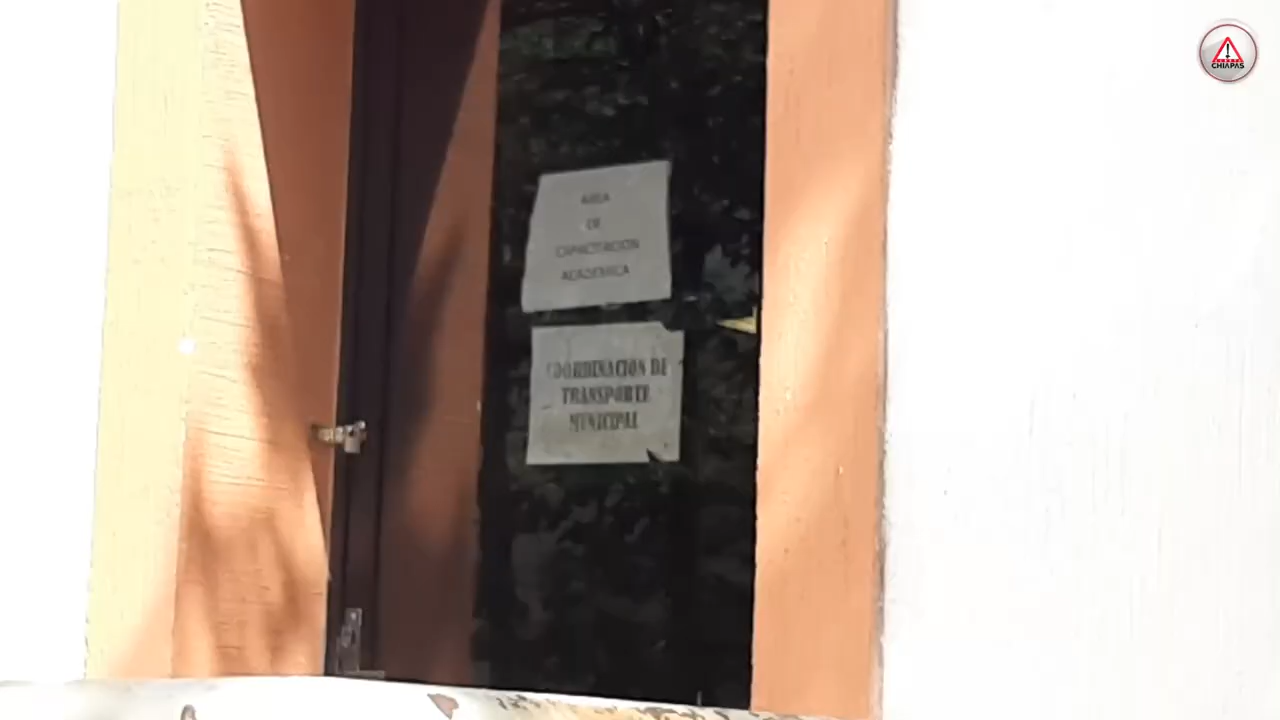 AREA
DE
CAPACITACION
ACADEMICA
COORDINACION DE
TRANSPORTE
MUNICIPAL
CHIAPAS